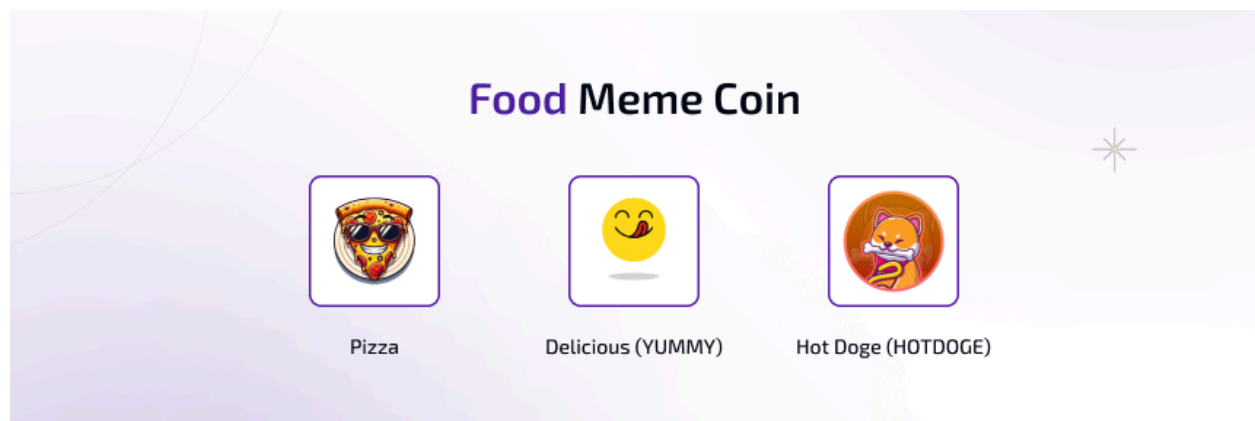 Food Meme Coin
Pizza
Delicious (YUMMY)
Hot Doge (HOTDOGE)